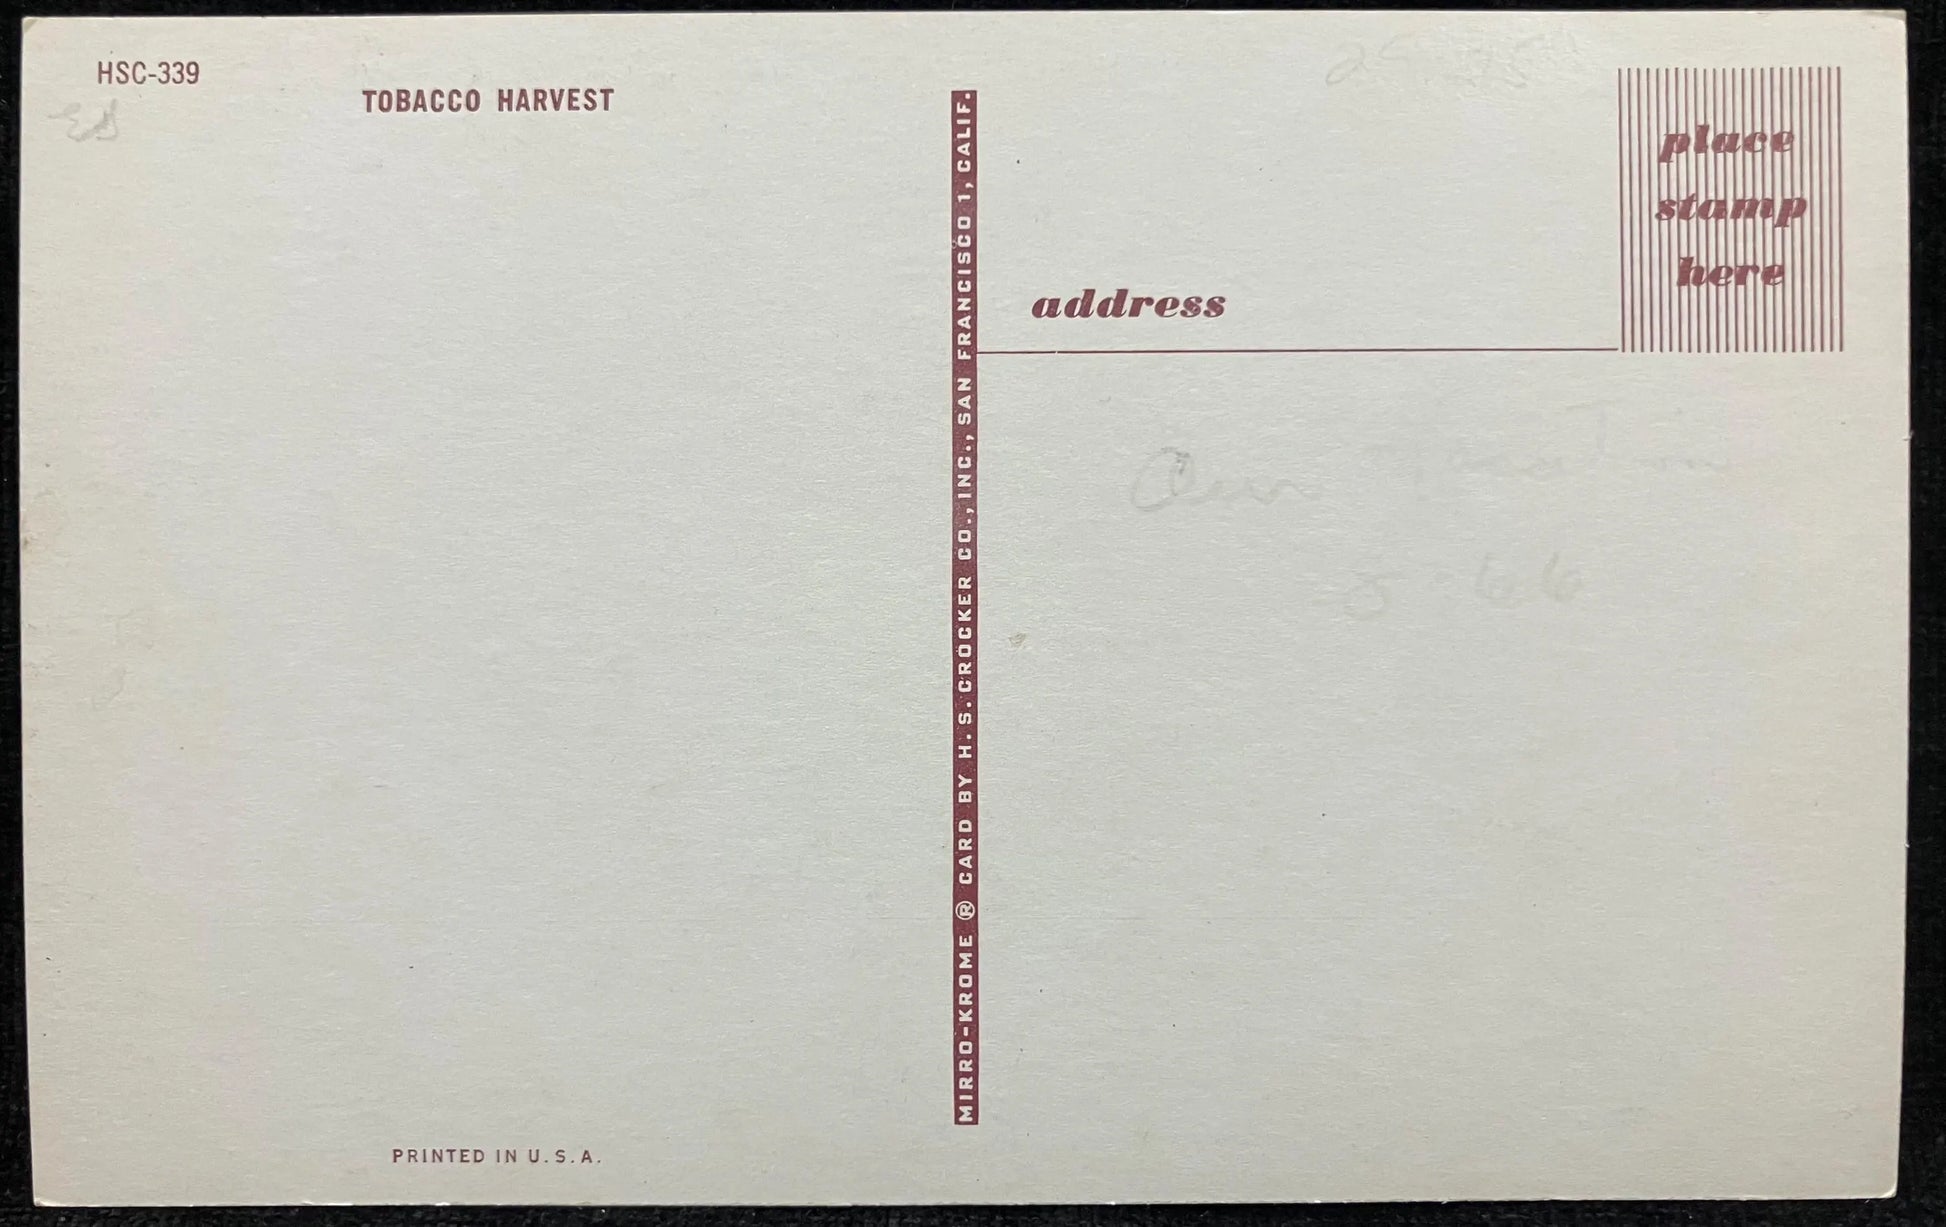 HSC-339
TOBACCO HARVEST
PRINTED IN U.S.A.
MIRRO-KROME ® CARD BY H. S. CROCKER CO., INC., SAN FRANCISCO 1, CALIF.
place
stamp
here
address